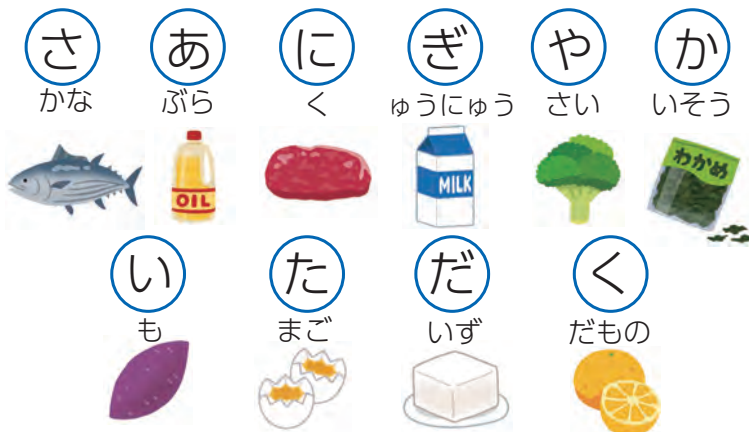 さ あ に ぎ や か
かな ぶら く ゅうにゅう さい いそう
OIL MILK わかめ
い た だ く
も まご いず だもの